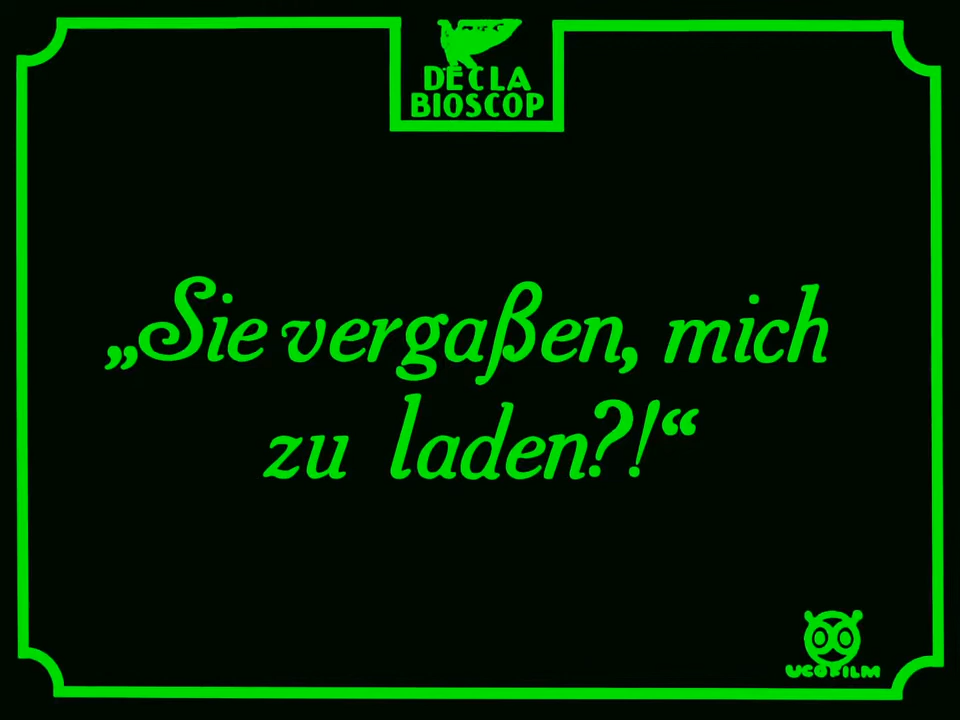 DECLA
BIOSCOP
„Sie vergaßen, mich
zu laden?!“
UCOFILM